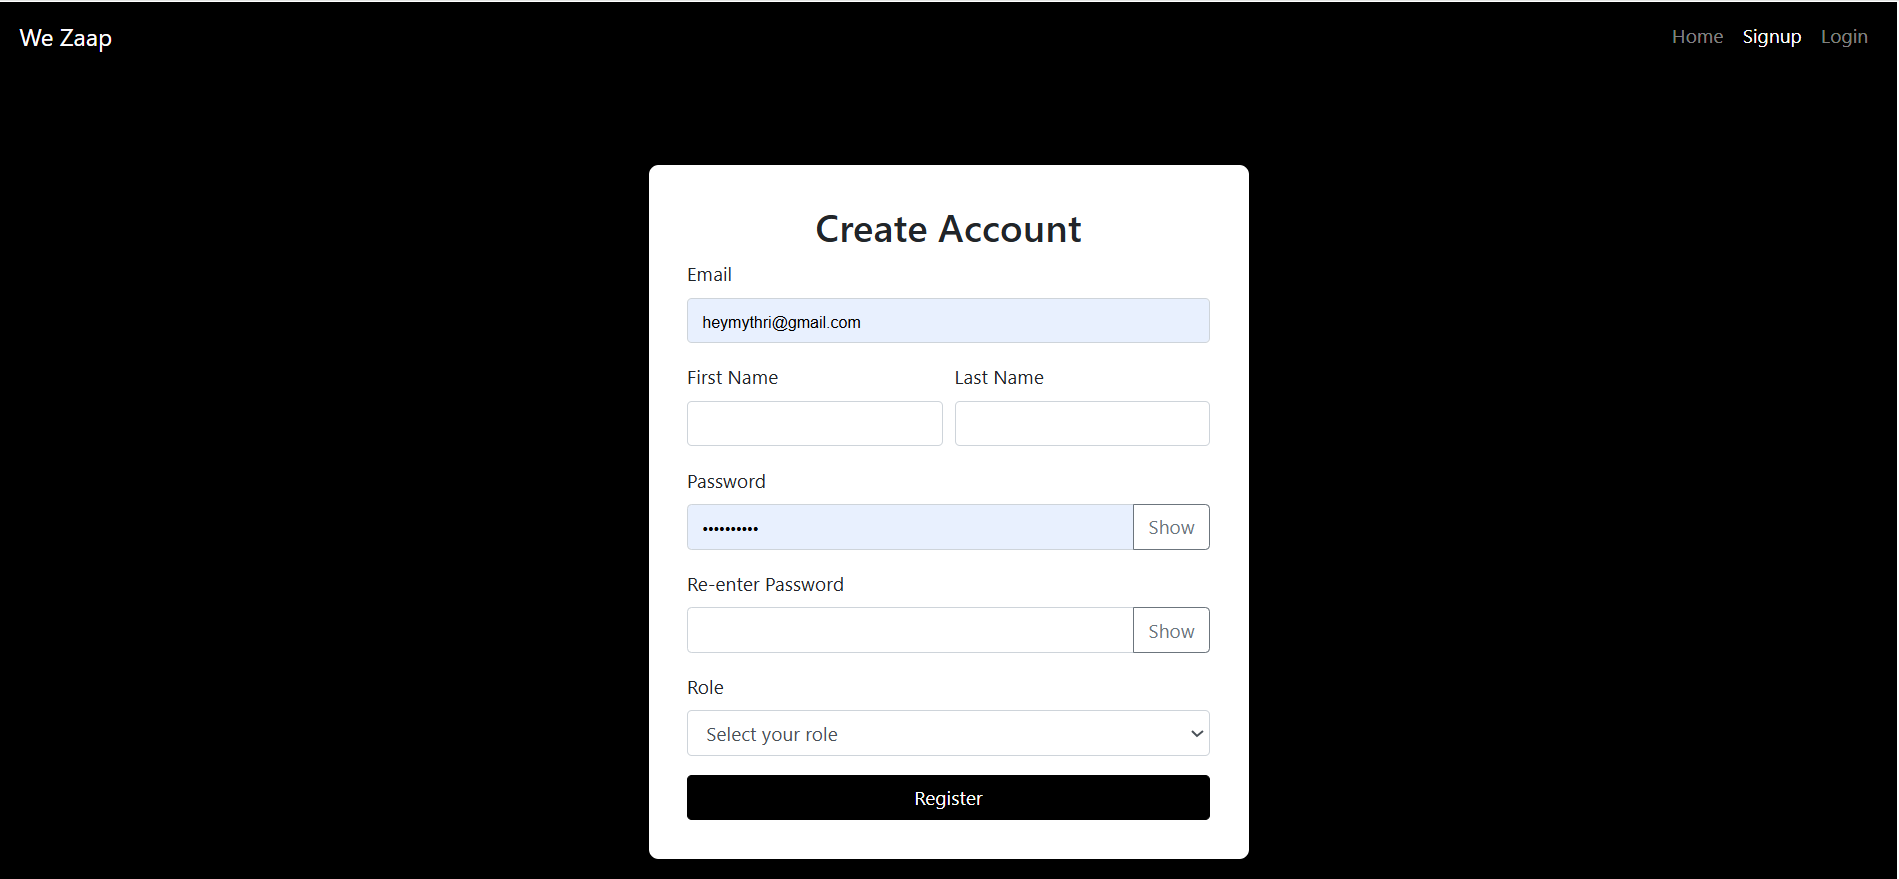 We Zaap
Home Signup Login
Create Account
Email
heymythri@gmail.com
First Name Last Name
Password
•••••••••• Show
Re-enter Password
Show
Role
Select your role
Register